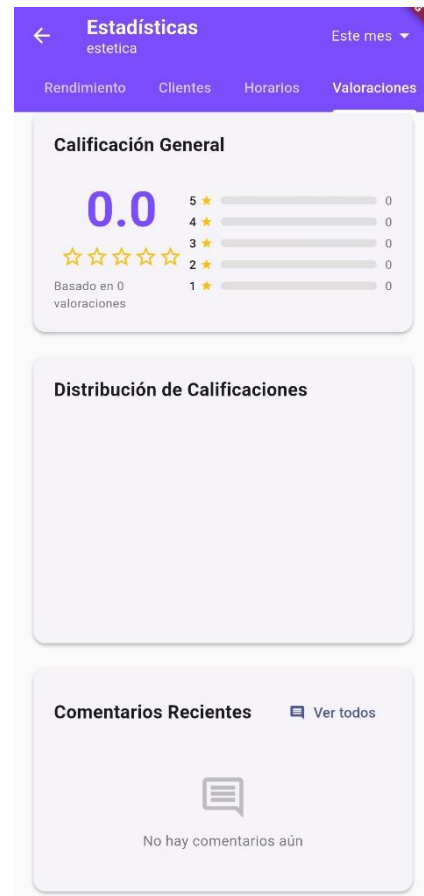 Estadísticas
estetica
Este mes
Rendimiento Clientes Horarios Valoraciones
Calificación General
0.0
5 0
4 0
3 0
2 0
1 0
Basado en 0
valoraciones
Distribución de Calificaciones
Comentarios Recientes Ver todos
No hay comentarios aún